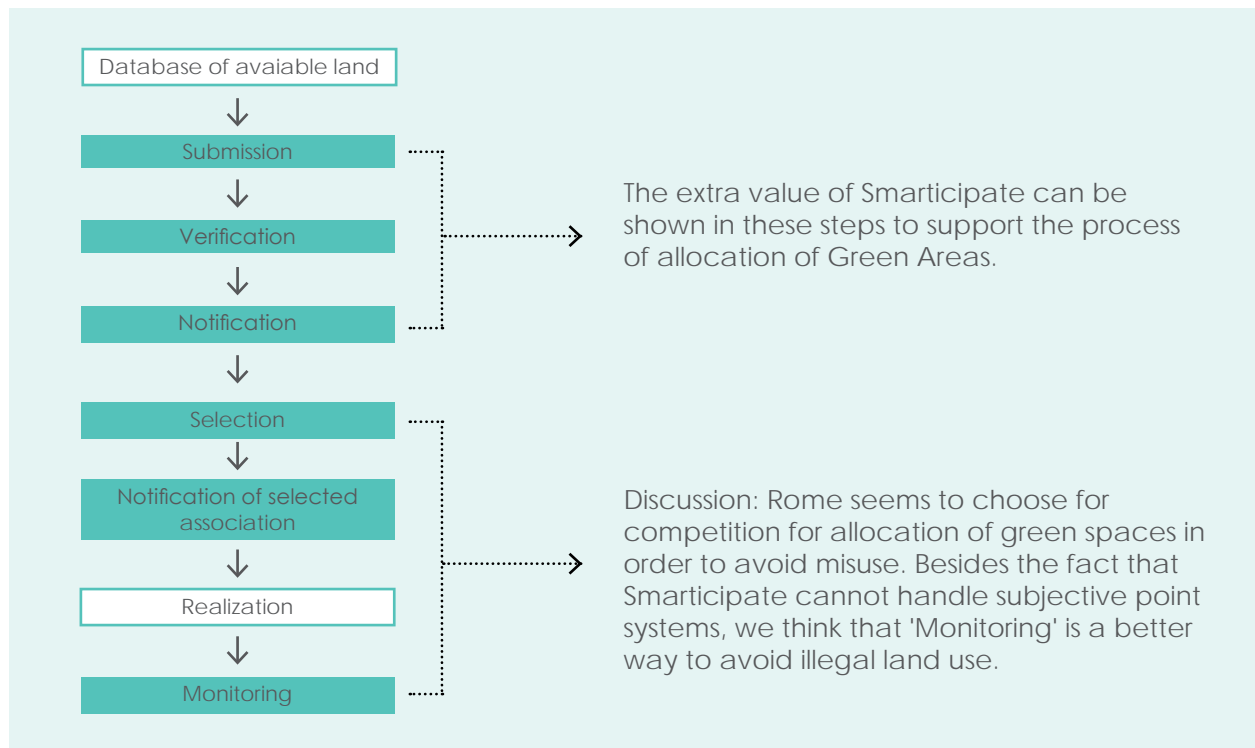 Database of avaiable land
Submission
Verification
Notification
The extra value of Smarticipate can be
shown in these steps to support the process
of allocation of Green Areas.
Selection
Notification of selected
association
Realization
Monitoring
Discussion: Rome seems to choose for
competition for allocation of green spaces in
order to avoid misuse. Besides the fact that
Smarticipate cannot handle subjective point
systems, we think that 'Monitoring' is a better
way to avoid illegal land use.